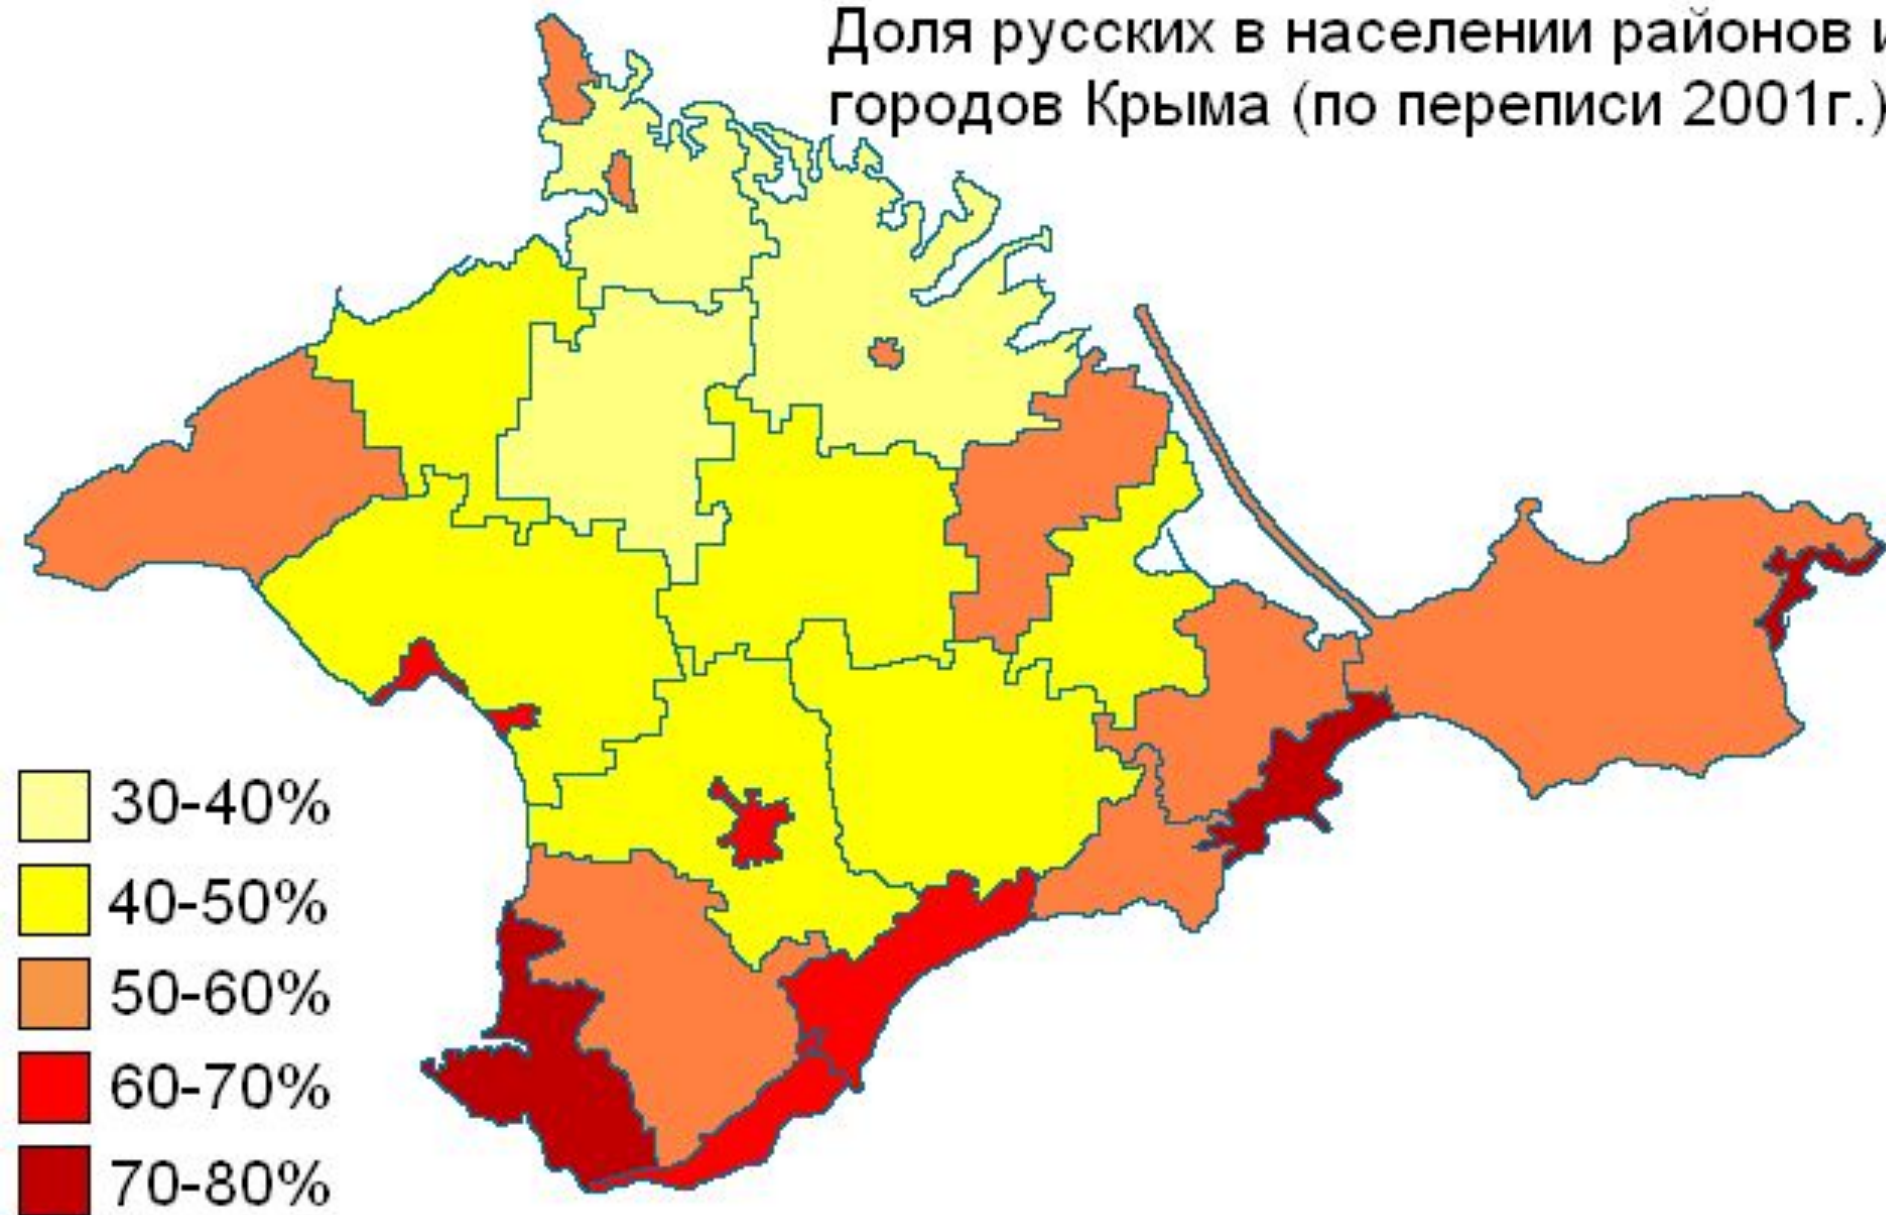 Доля русских в населении районов и
городов Крыма (по переписи 2001г.)
30-40%
40-50%
50-60%
60-70%
70-80%